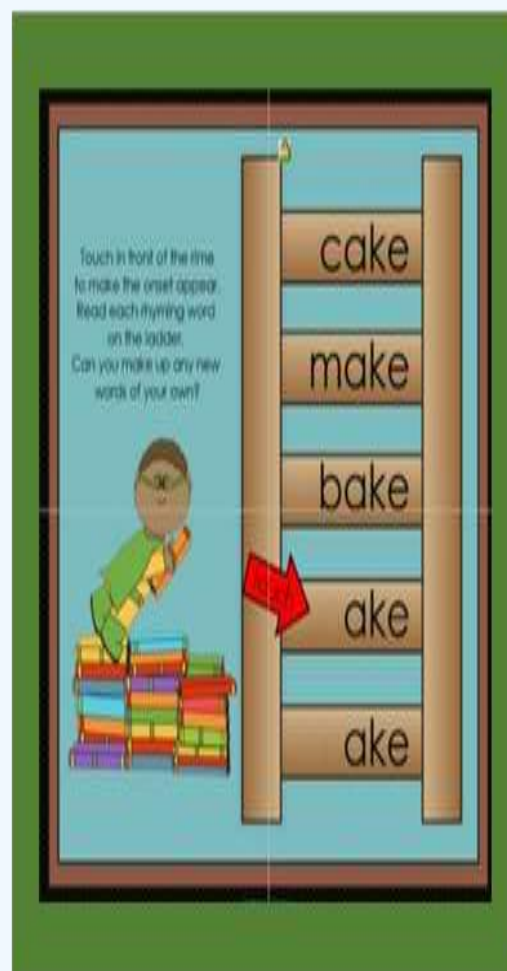 Touch in front of the rime
to make the onset appear.
Read each rhyming word
on the ladder.
Can you make up any new
words of your own?
cake
make
bake
ake
ake